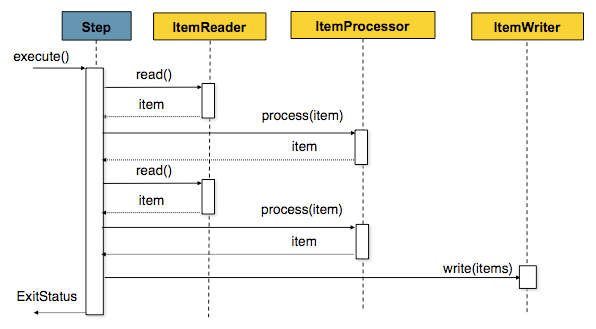 Step
ItemReader
ItemProcessor
ItemWriter
execute()
read()
item
process(item)
item
read()
item
process(item)
item
write(items)
ExitStatus